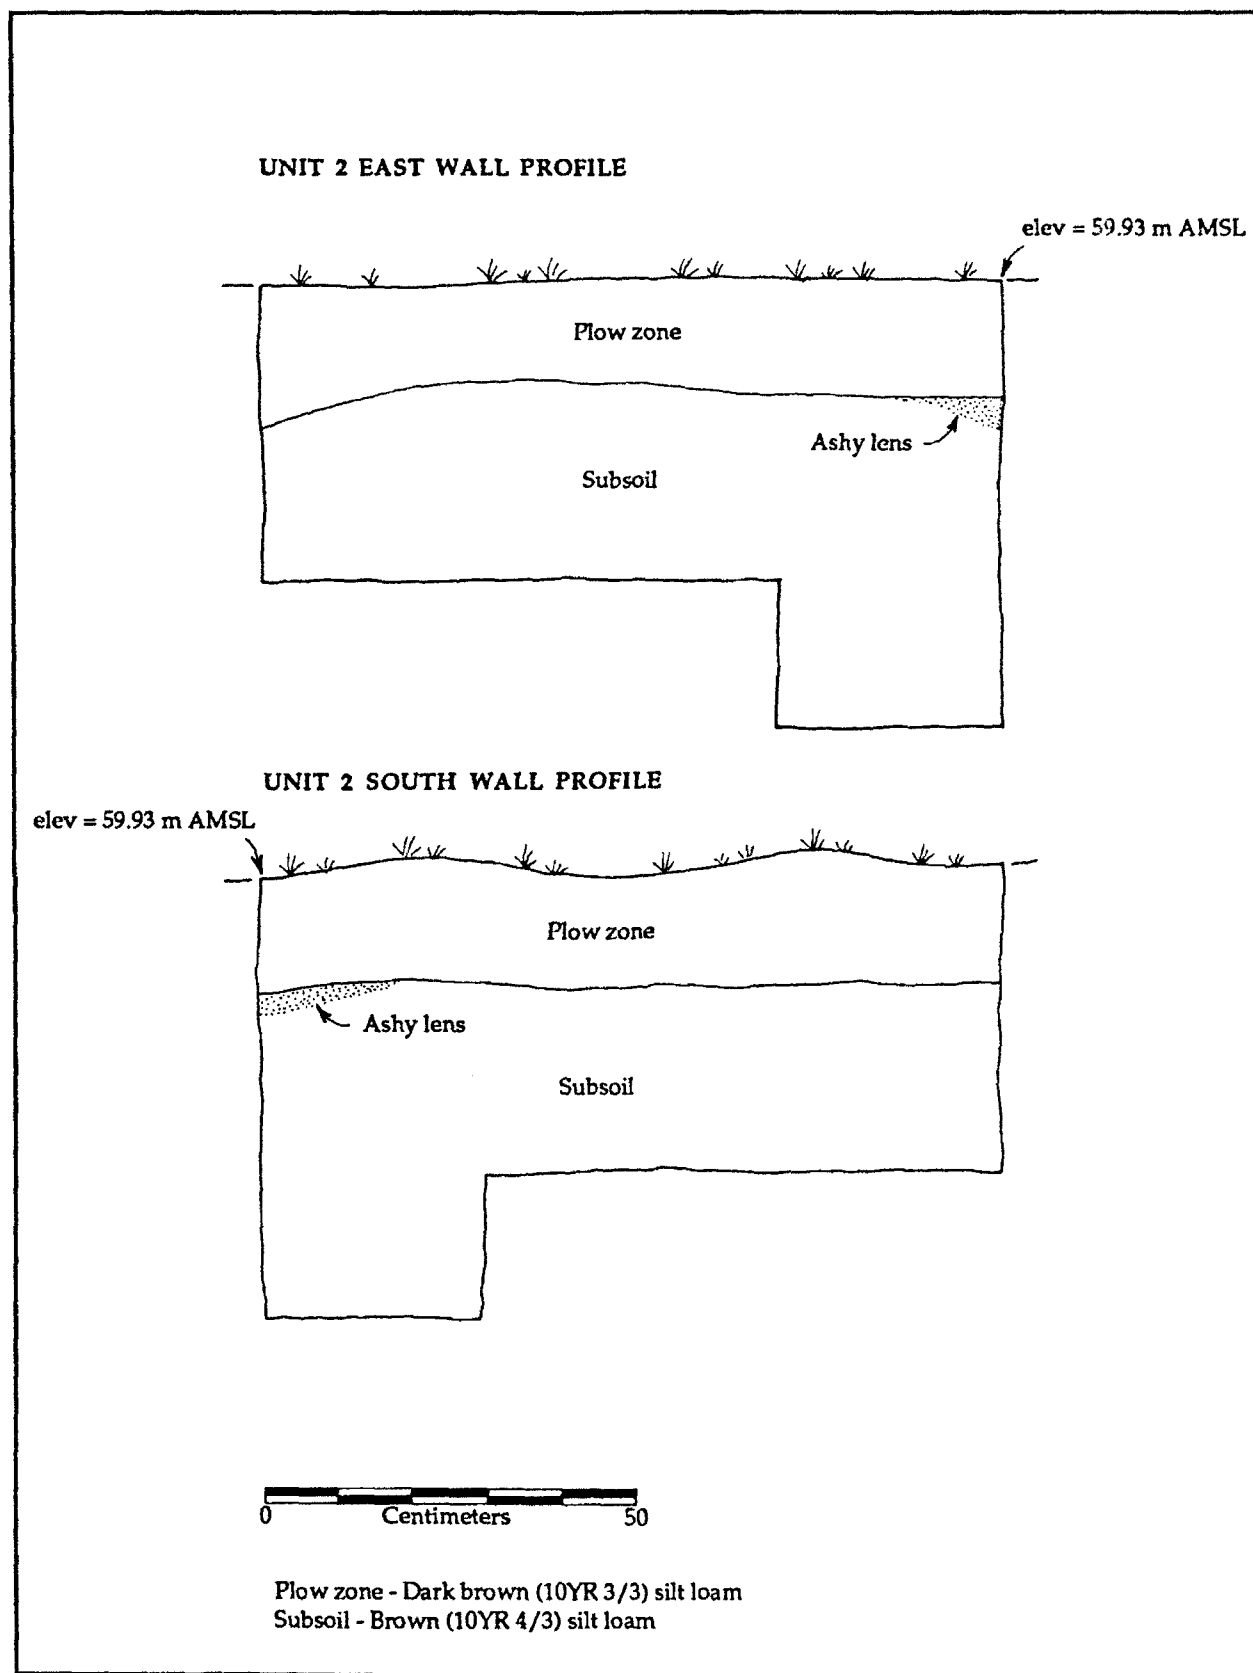 UNIT 2 EAST WALL PROFILE
elev = 59.93 m AMSL
Plow zone
Ashy lens
Subsoil
UNIT 2 SOUTH WALL PROFILE
elev = 59.93 m AMSL
Plow zone
Ashy lens
Subsoil
0 Centimeters 50
Plow zone - Dark brown (10YR 3/3) silt loam
Subsoil - Brown (10YR 4/3) silt loam